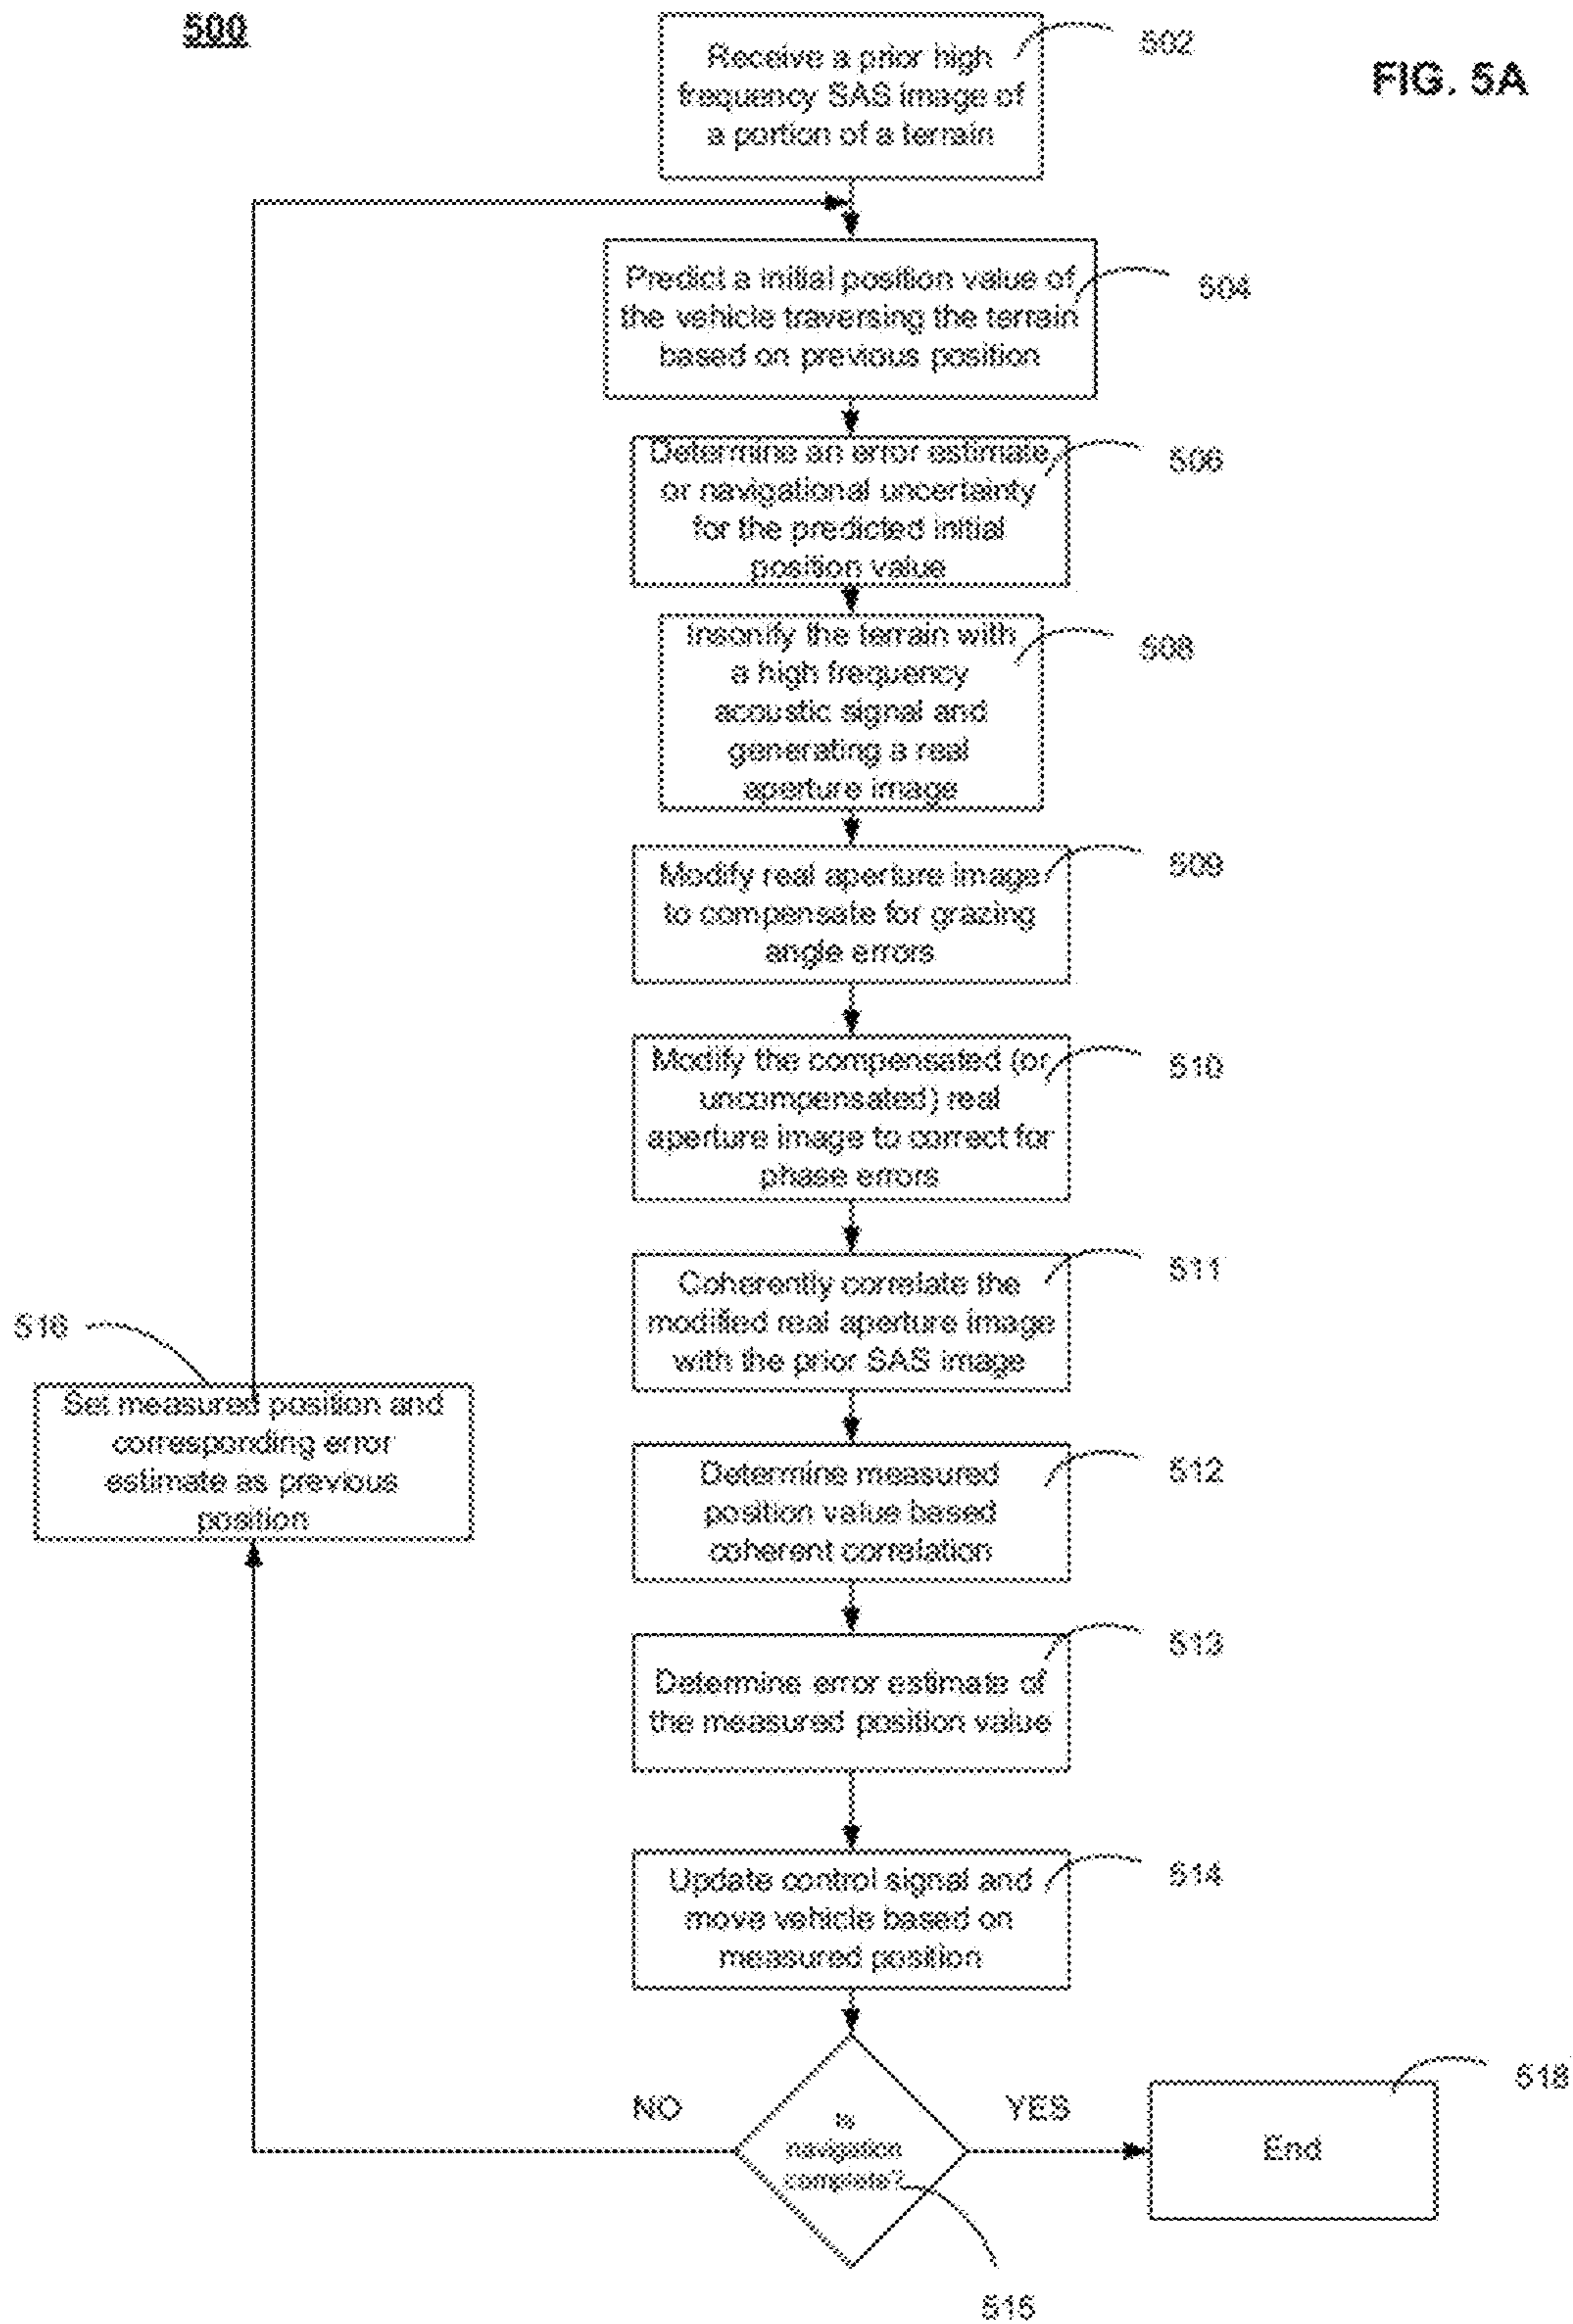 500
FIG. 5A
502
Receive a prior high
frequency SAS image of
a portion of a terrain
504
Predict a initial position value of
the vehicle traversing the terrain
based on previous position
506
Determine an error estimate
or navigational uncertainty
for the predicted initial
position value
508
Insonify the terrain with
a high frequency
acoustic signal and
generating a real
aperture image
509
Modify real aperture image
to compensate for grazing
angle errors
510
Modify the compensated (or
uncompensated) real
aperture image to correct for
phase errors
511
Coherently correlate the
modified real aperture image
with the prior SAS image
512
Determine measured
position value based
coherent correlation
513
Determine error estimate of
the measured position value
514
Update control signal and
move vehicle based on
measured position
516
Set measured position and
corresponding error
estimate as previous
position
NO
YES
Is
navigation
complete?
515
518
End